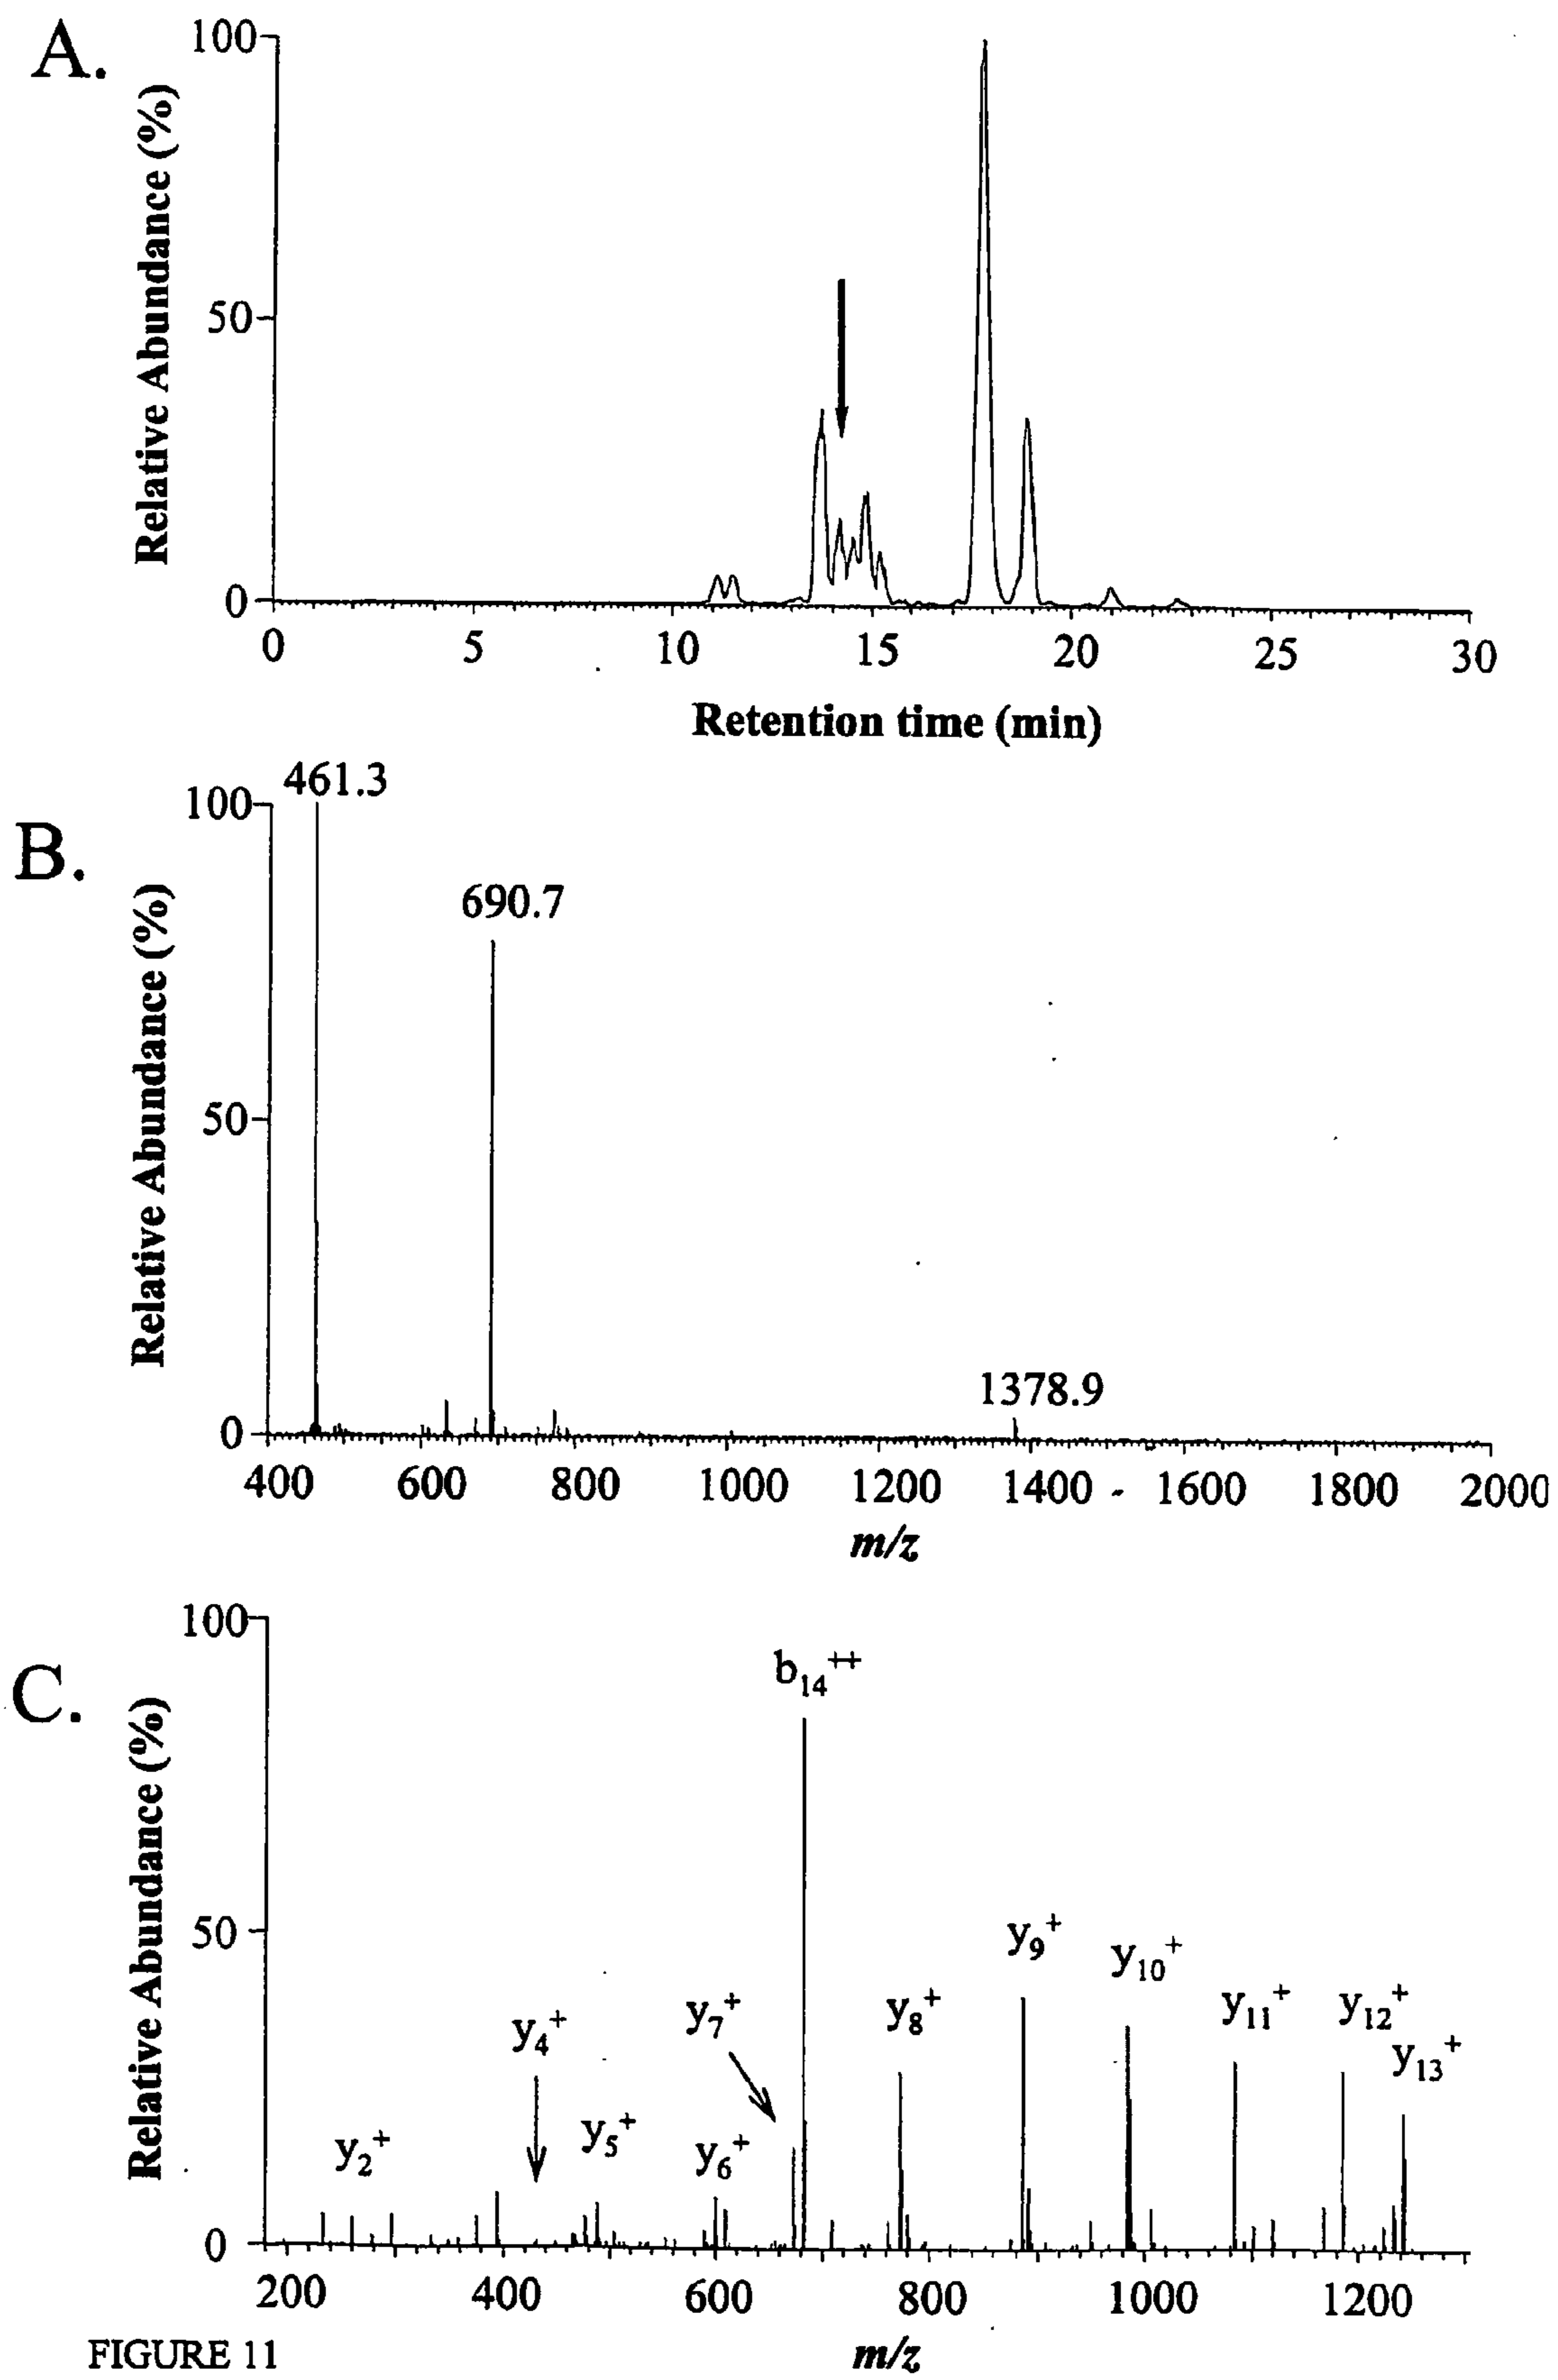 A.
Relative Abundance (%)
100
50
0
0 5 10 15 20 25 30
Retention time (min)
B.
Relative Abundance (%)
100
50
0
461.3
690.7
1378.9
400 600 800 1000 1200 1400 1600 1800 2000
m/z
C.
Relative Abundance (%)
100
50
0
b14++
y9+
y10+
y7+
y8+
y11+
y12+
y4+
y13+
y5+
y2+
y6+
200 400 600 800 1000 1200
m/z
FIGURE 11